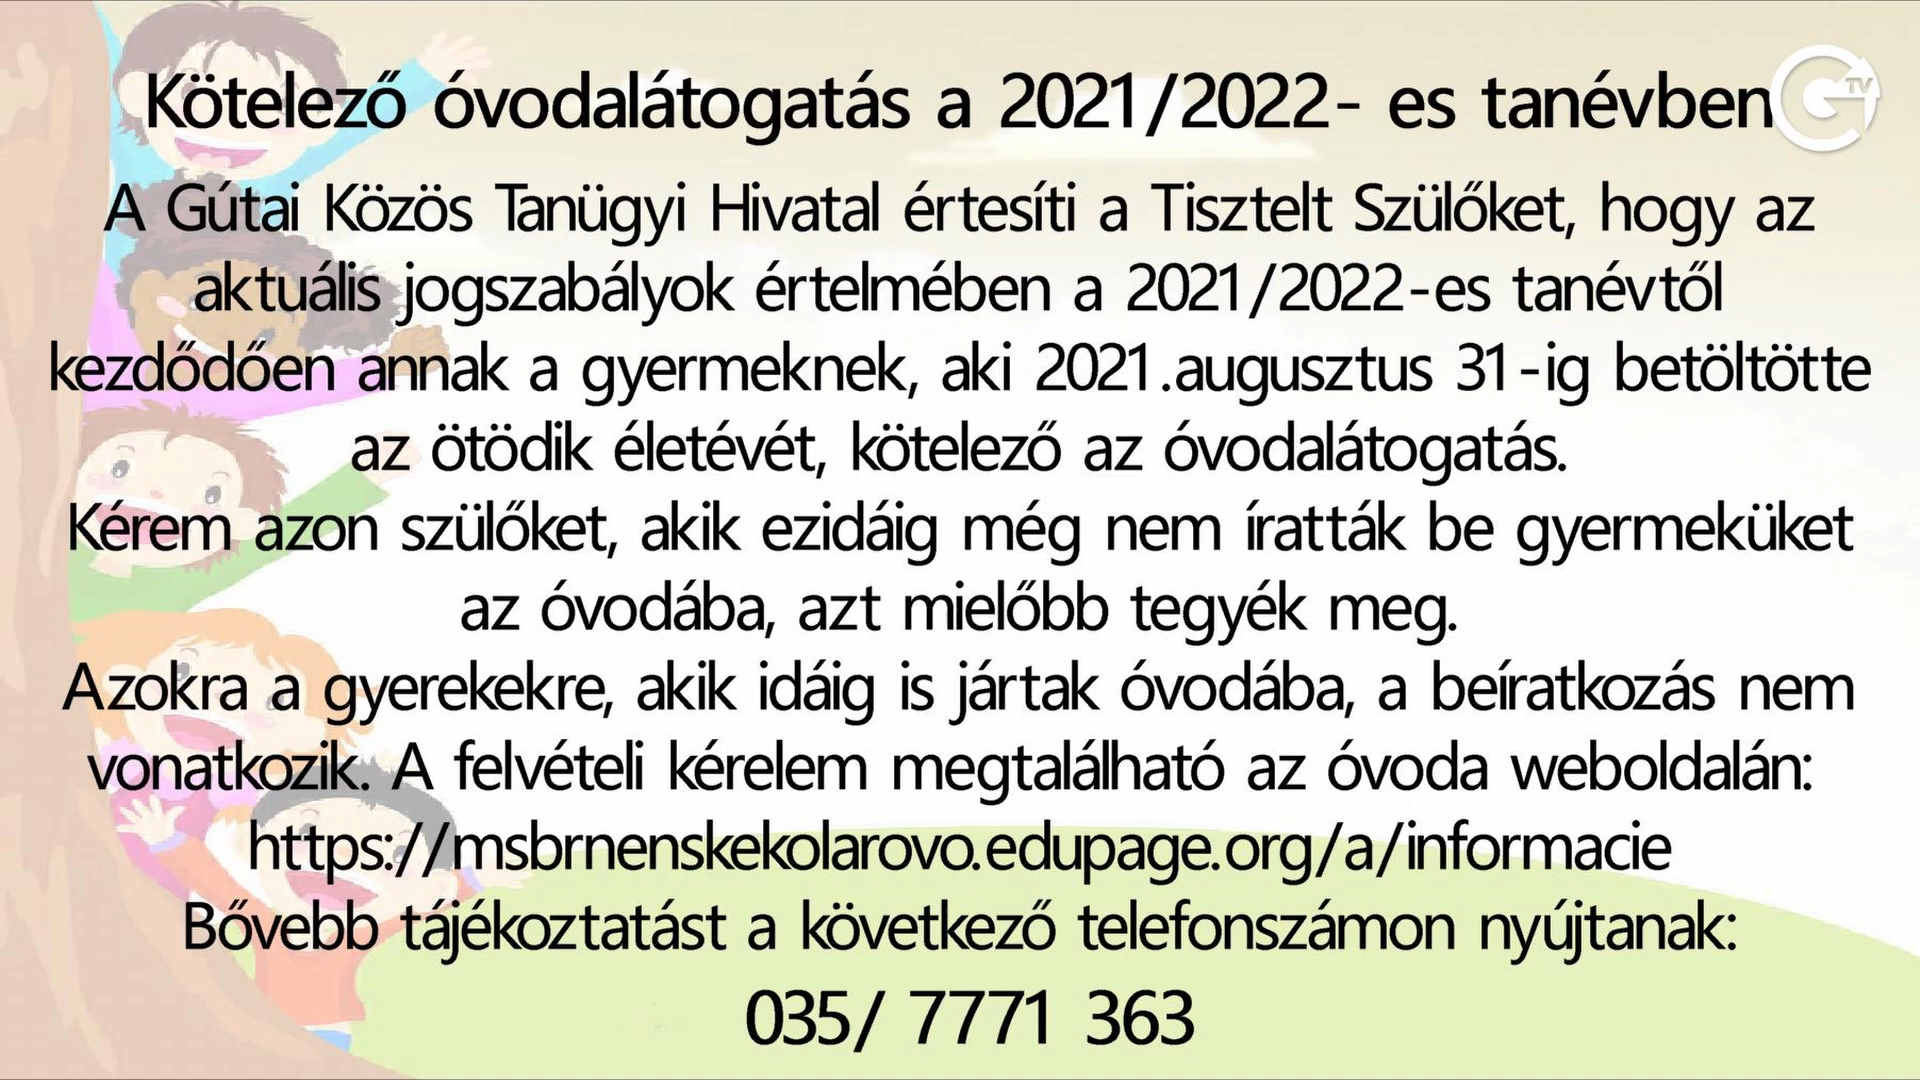 Kötelező óvodalátogatás a 2021/2022- es tanévben
GTV
A Gútai Közös Tanügyi Hivatal értesíti a Tisztelt Szülőket, hogy az
aktuális jogszabályok értelmében a 2021/2022-es tanévtől
kezdődően annak a gyermeknek, aki 2021.augusztus 31-ig betöltötte
az ötödik életévét, kötelező az óvodalátogatás.
Kérem azon szülőket, akik ezidáig még nem íratták be gyermeküket
az óvodába, azt mielőbb tegyék meg.
Azokra a gyerekekre, akik idáig is jártak óvodába, a beíratkozás nem
vonatkozik. A felvételi kérelem megtalálható az óvoda weboldalán:
https://msbrnenskekolarovo.edupage.org/a/informacie
Bővebb tájékoztatást a következő telefonszámon nyújtanak:
035/ 7771 363